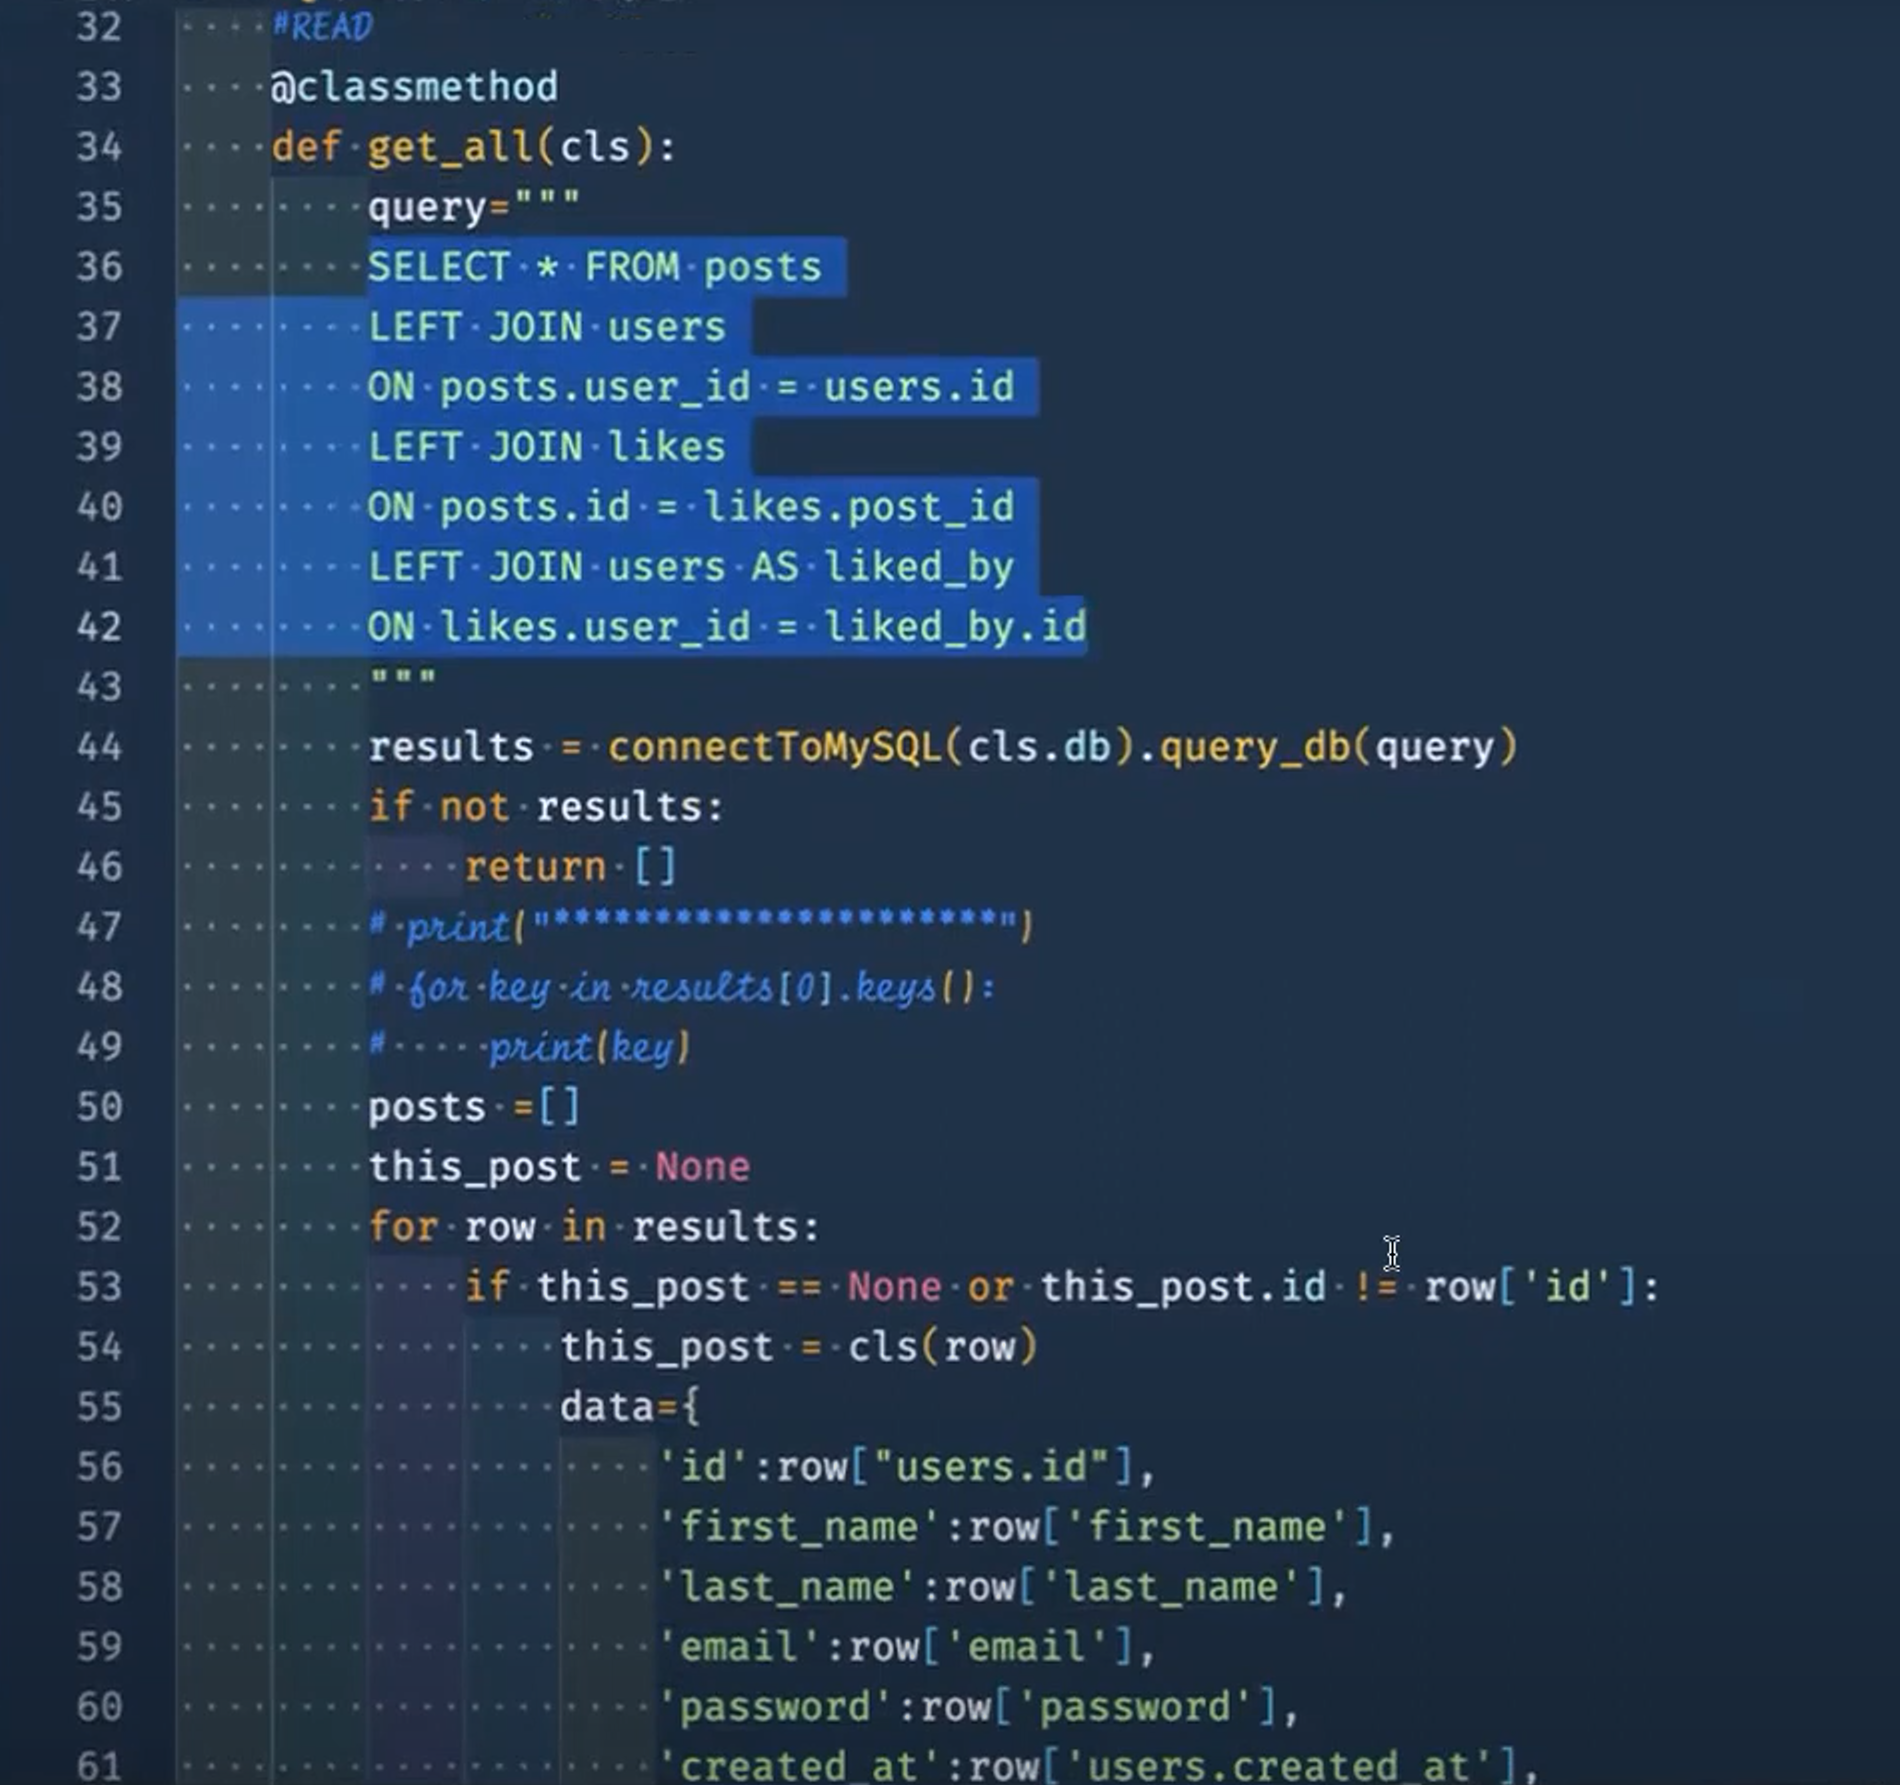 32 #READ
33 @classmethod
34 def get_all(cls):
35 query="""
36 SELECT * FROM posts
37 LEFT JOIN users
38 ON posts.user_id = users.id
39 LEFT JOIN likes
40 ON posts.id = likes.post_id
41 LEFT JOIN users AS liked_by
42 ON likes.user_id = liked_by.id
43 """
44 results = connectToMySQL(cls.db).query_db(query)
45 if not results:
46 return []
47 # print("**********************")
48 # for key in results[0].keys():
49 #     print(key)
50 posts =[]
51 this_post = None
52 for row in results:
53 if this_post == None or this_post.id != row['id']:
54 this_post = cls(row)
55 data={
56 'id':row["users.id"],
57 'first_name':row['first_name'],
58 'last_name':row['last_name'],
59 'email':row['email'],
60 'password':row['password'],
61 'created_at':row['users.created_at'],